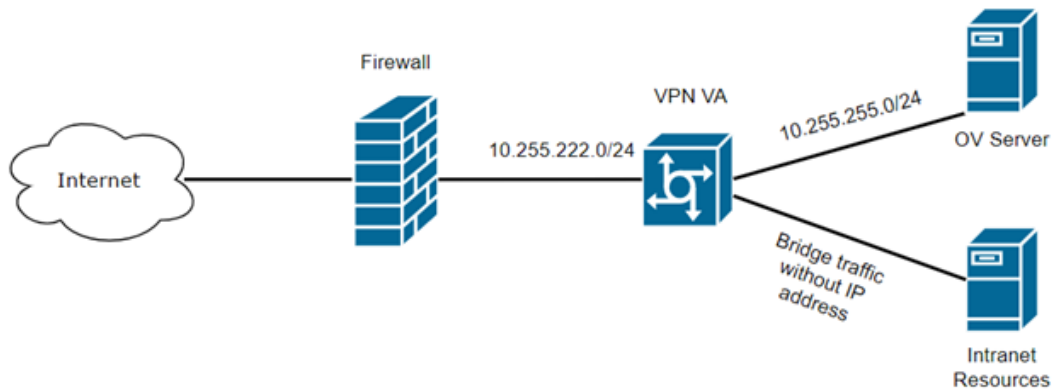 Firewall
VPN VA
10.255.255.0/24
OV Server
10.255.222.0/24
Internet
Bridge traffic
without IP
address
Intranet
Resources